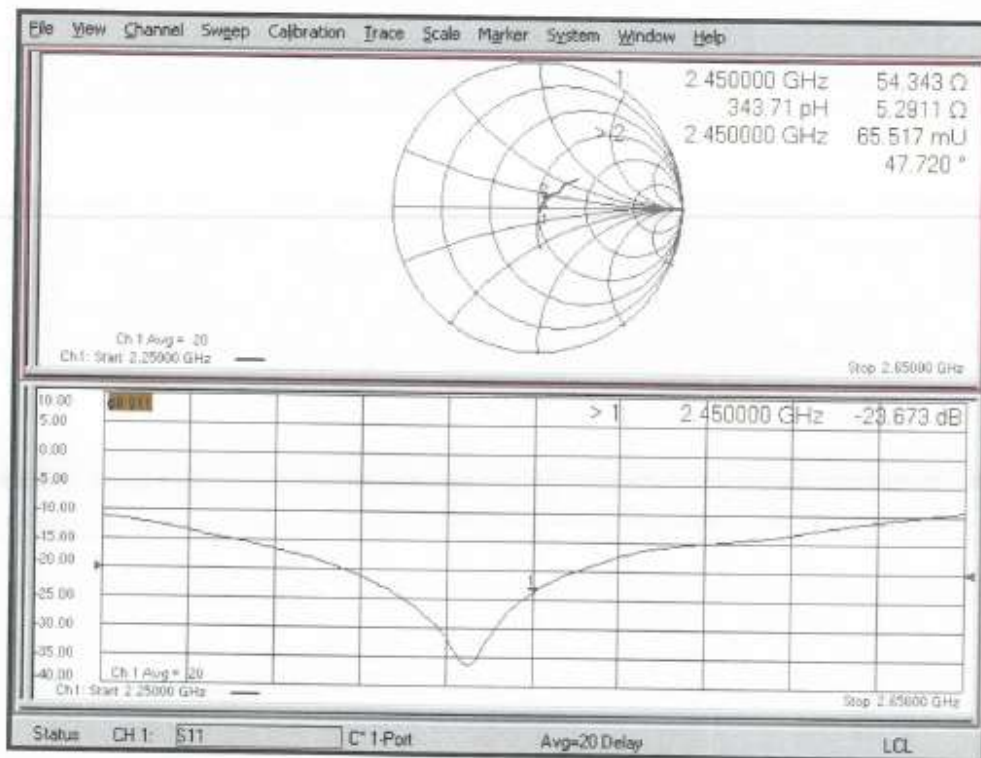 File View Channel Sweep Calibration Trace Scale Marker System Window Help
1 2.450000 GHz 54.343 Ω
343.71 pH 5.2911 Ω
> 2 2.450000 GHz 65.517 mU
47.720 °
Ch 1 Avg = 20
Ch1: Start 2.25000 GHz
Stop 2.65000 GHz
10.00
5.00
0.00
-5.00
-10.00
-15.00
-20.00
-25.00
-30.00
-35.00
-40.00
> 1 2.450000 GHz -23.673 dB
1
Ch 1 Avg = 20
Ch1: Start 2.25000 GHz
Stop 2.65000 GHz
Status CH 1: S11 C* 1-Port Avg=20 Delay LCL